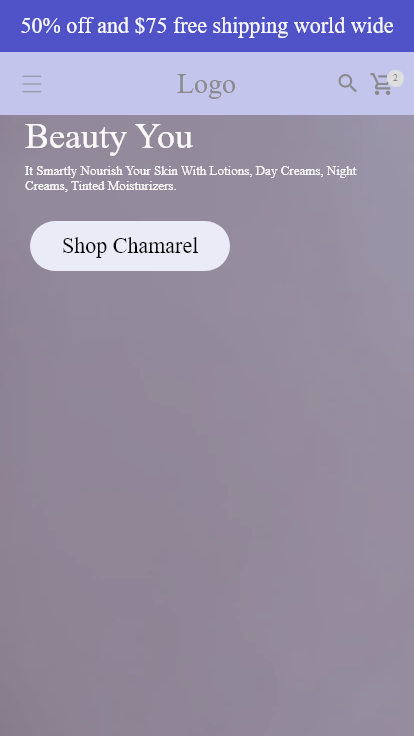 50% off and $75 free shipping world wide
Logo
2
Beauty You
It Smartly Nourish Your Skin With Lotions, Day Creams, Night
Creams, Tinted Moisturizers.
Shop Chamarel